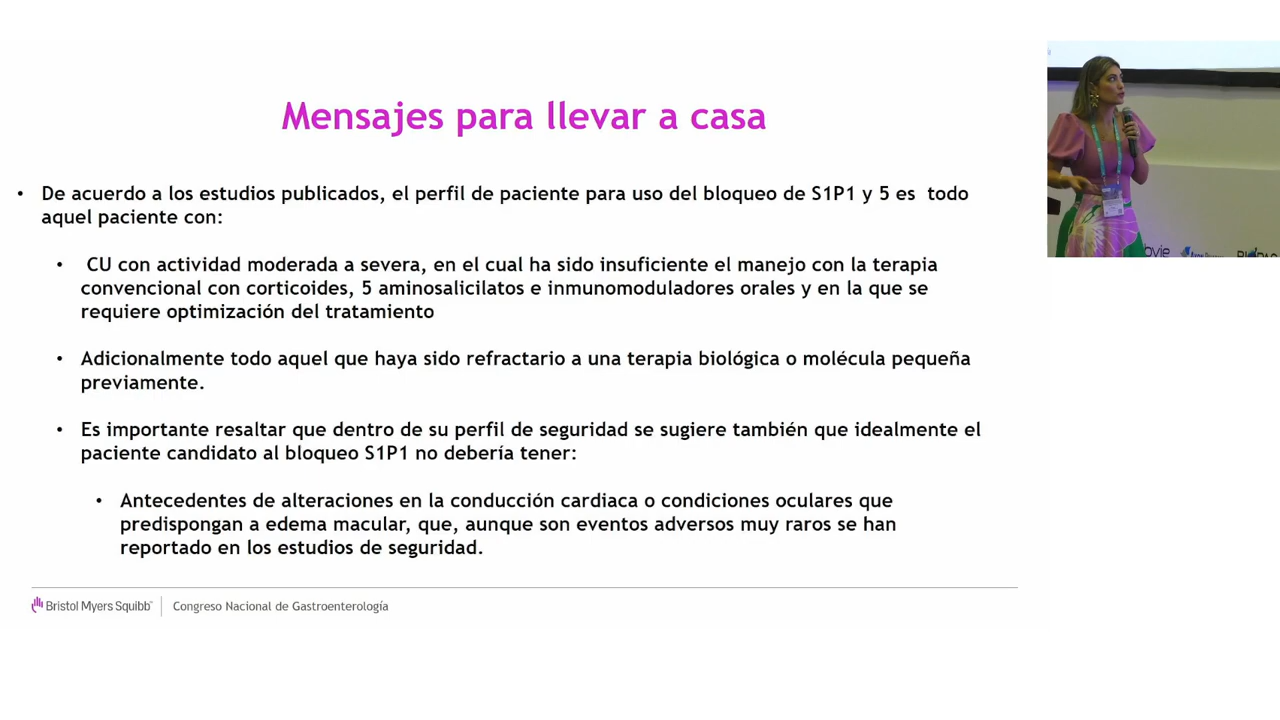 Mensajes para llevar a casa
• De acuerdo a los estudios publicados, el perfil de paciente para uso del bloqueo de S1P1 y 5 es todo
aquel paciente con:
• CU con actividad moderada a severa, en el cual ha sido insuficiente el manejo con la terapia
convencional con corticoides, 5 aminosalicilatos e inmunomoduladores orales y en la que se
requiere optimización del tratamiento
• Adicionalmente todo aquel que haya sido refractario a una terapia biológica o molécula pequeña
previamente.
• Es importante resaltar que dentro de su perfil de seguridad se sugiere también que idealmente el
paciente candidato al bloqueo S1P1 no debería tener:
• Antecedentes de alteraciones en la conducción cardiaca o condiciones oculares que
predispongan a edema macular, que, aunque son eventos adversos muy raros se han
reportado en los estudios de seguridad.
Bristol Myers Squibb™ | Congreso Nacional de Gastroenterología